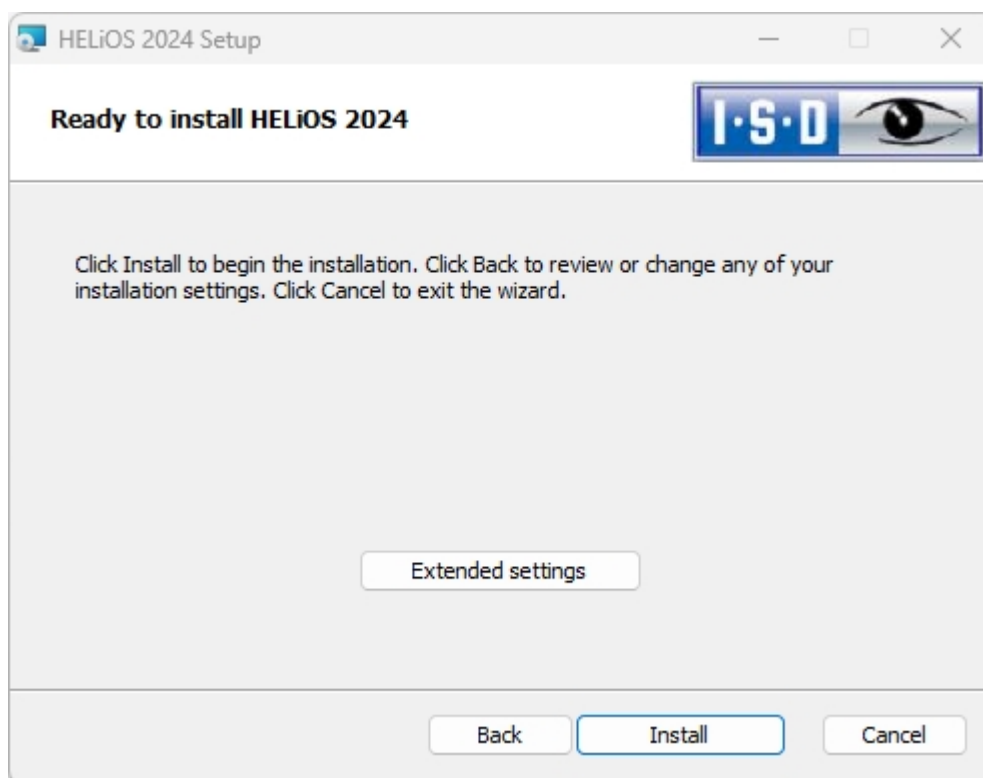 HELiOS 2024 Setup
Ready to install HELiOS 2024
I·S·D
Click Install to begin the installation. Click Back to review or change any of your
installation settings. Click Cancel to exit the wizard.
Extended settings
Back
Install
Cancel